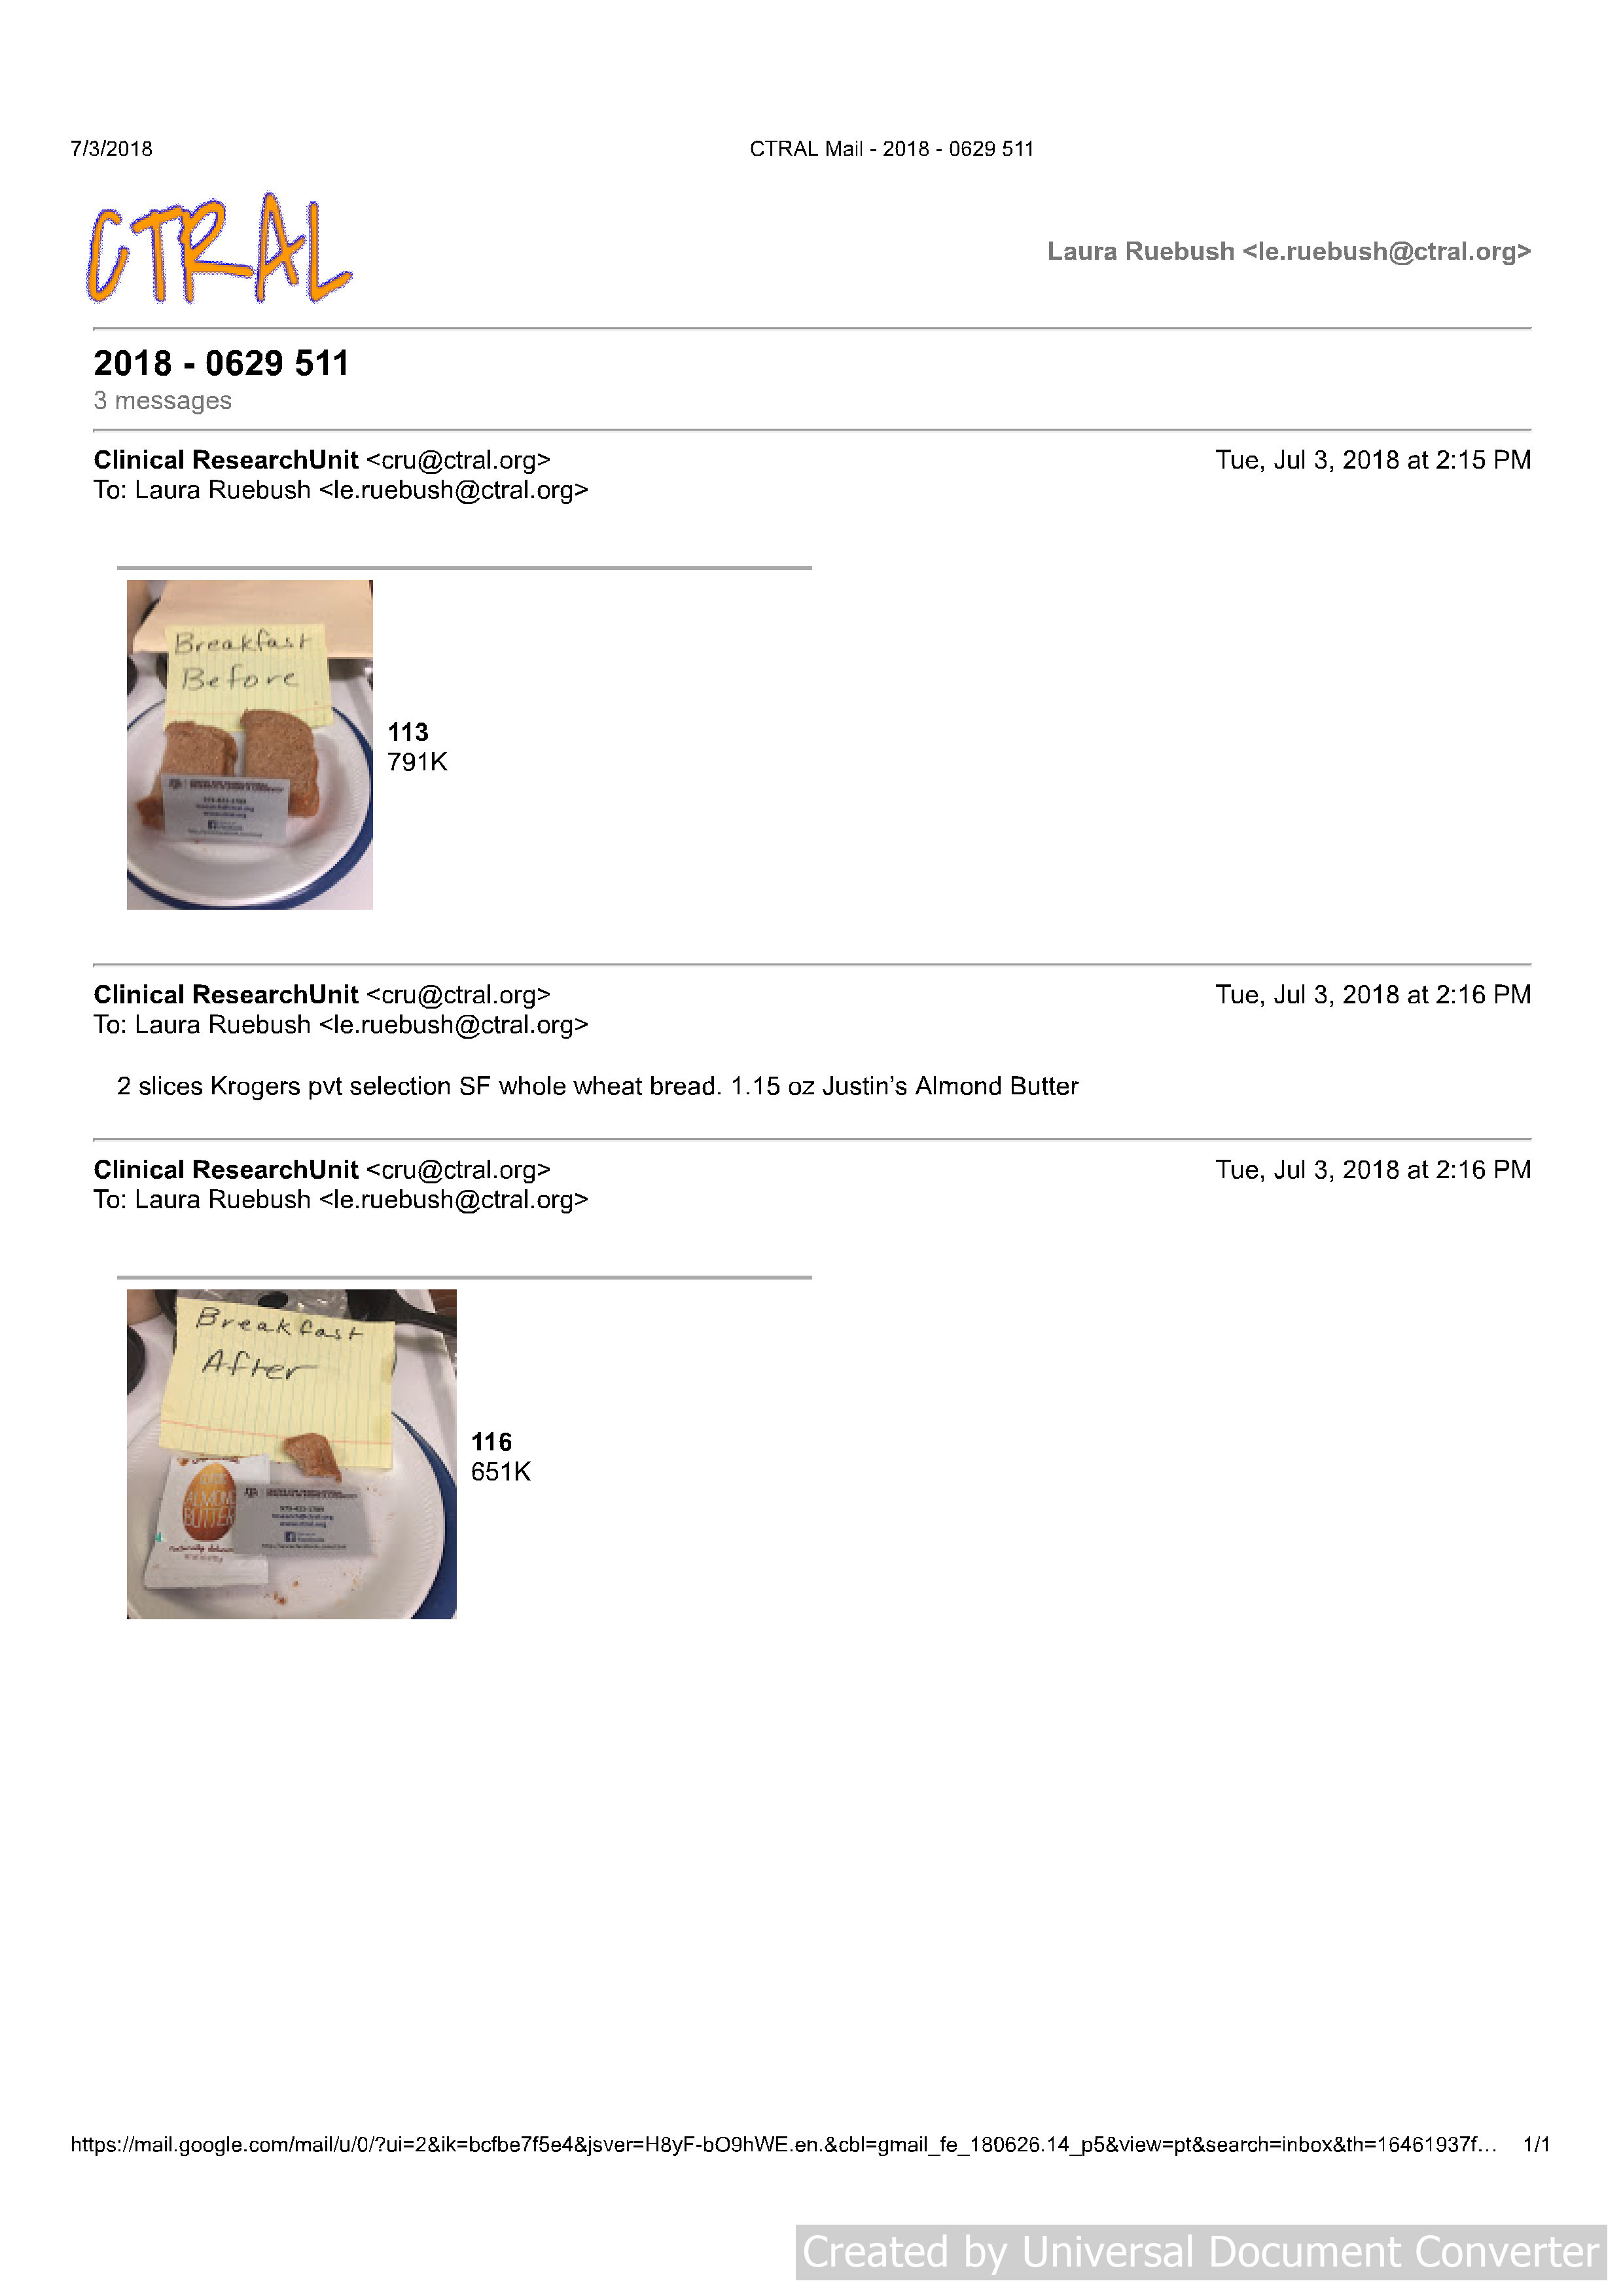 7/3/2018
CTRAL Mail - 2018 - 0629 511
CTRAL
Laura Ruebush <le.ruebush@ctral.org>
2018 - 0629 511
3 messages
Clinical ResearchUnit <cru@ctral.org>
Tue, Jul 3, 2018 at 2:15 PM
To: Laura Ruebush <le.ruebush@ctral.org>
Breakfast
Before
113
791K
Clinical ResearchUnit <cru@ctral.org>
Tue, Jul 3, 2018 at 2:16 PM
To: Laura Ruebush <le.ruebush@ctral.org>
2 slices Krogers pvt selection SF whole wheat bread. 1.15 oz Justin’s Almond Butter
Clinical ResearchUnit <cru@ctral.org>
Tue, Jul 3, 2018 at 2:16 PM
To: Laura Ruebush <le.ruebush@ctral.org>
Breakfast
After
ALMOND
BUTTER
116
651K
https://mail.google.com/mail/u/0/?ui=2&ik=bcfbe7f5e4&jsver=H8yF-bO9hWE.en.&cbl=gmail_fe_180626.14_p5&view=pt&search=inbox&th=16461937f...
1/1
Created by Universal Document Converter